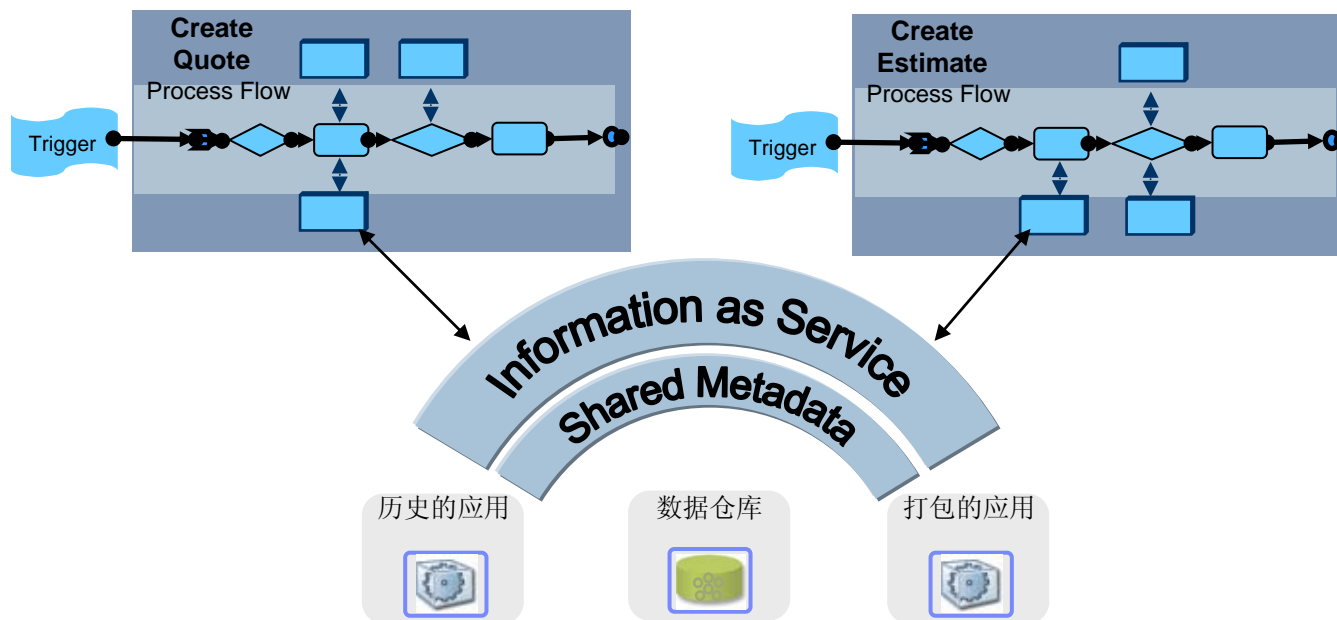 Create
Quote
Process Flow
Trigger
Create
Estimate
Process Flow
Trigger
Information as Service
Shared Metadata
历史的应用
数据仓库
打包的应用